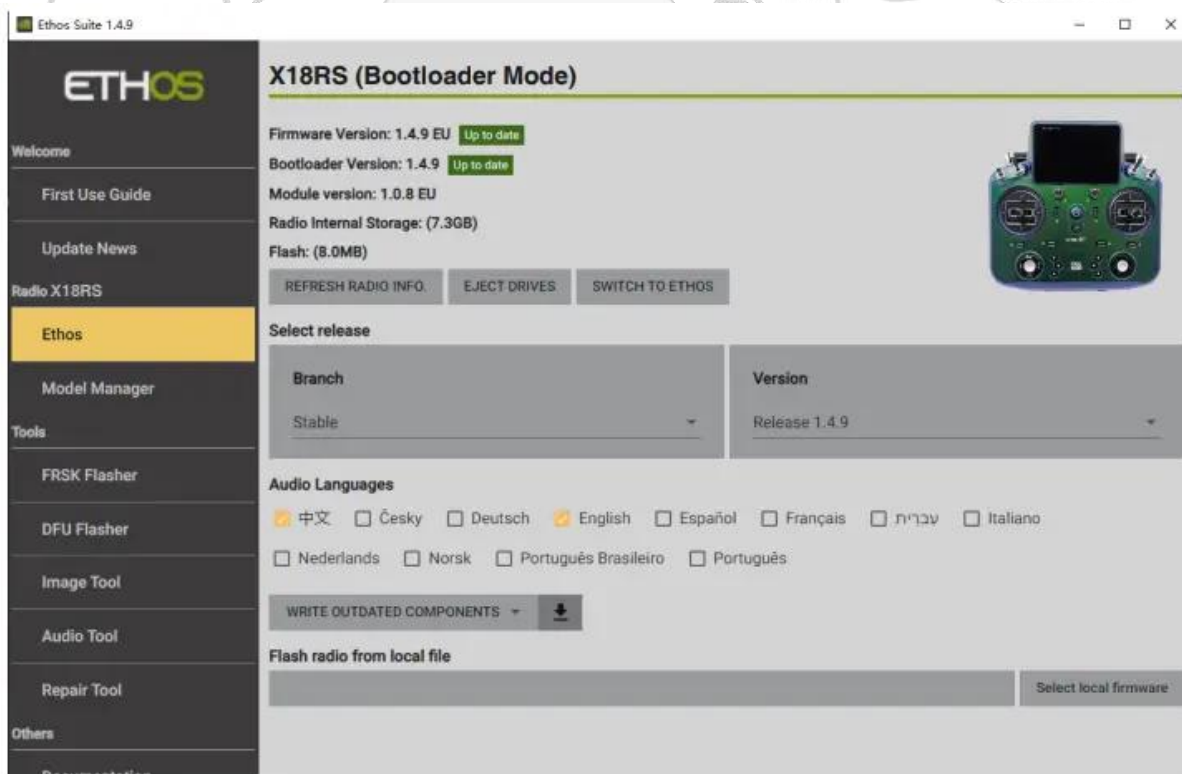 Ethos Suite 1.4.9
ETHOS
Welcome
First Use Guide
Update News
Radio X18RS
Ethos
Model Manager
Tools
FRSK Flasher
DFU Flasher
Image Tool
Audio Tool
Repair Tool
Others
Documentation
X18RS (Bootloader Mode)
Firmware Version: 1.4.9 EU Up to date
Bootloader Version: 1.4.9 Up to date
Module version: 1.0.8 EU
Radio Internal Storage: (7.3GB)
Flash: (8.0MB)
REFRESH RADIO INFO. EJECT DRIVES SWITCH TO ETHOS
Select release
Branch Version
Stable Release 1.4.9
Audio Languages
中文 Česky Deutsch English Español Français עברית Italiano
Nederlands Norsk Português Brasileiro Português
WRITE OUTDATED COMPONENTS
Flash radio from local file
Select local firmware